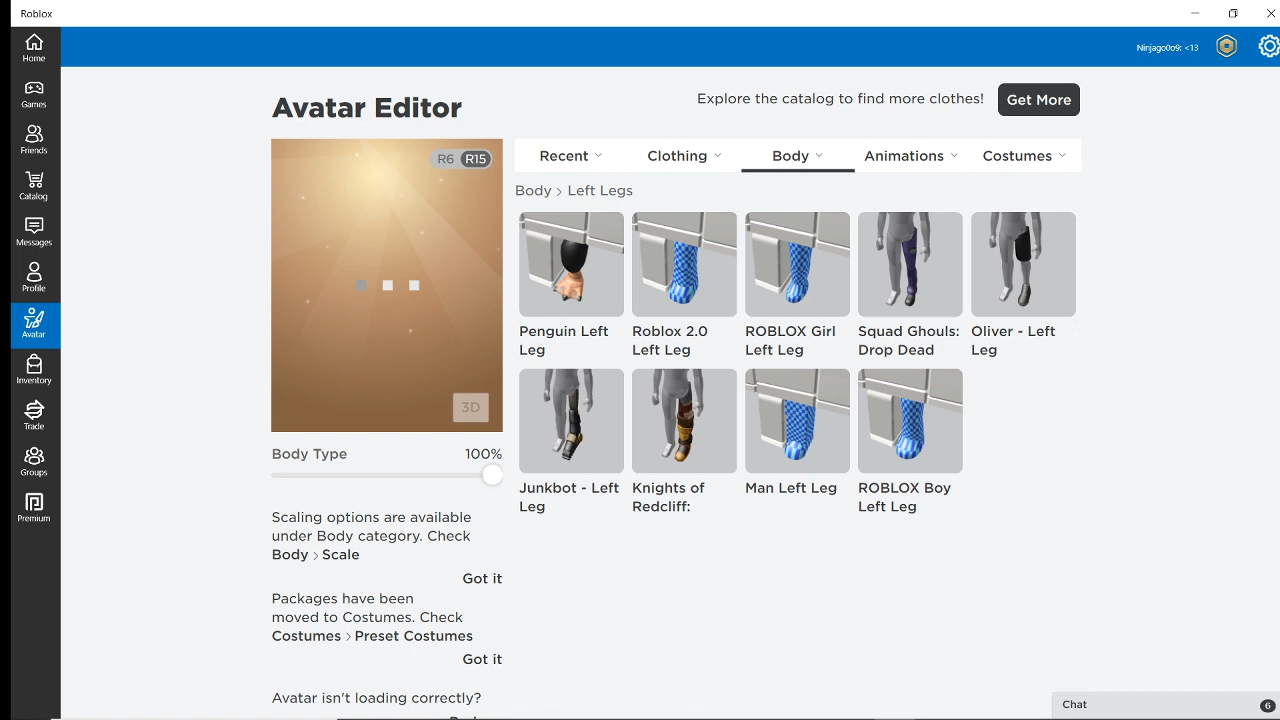 Roblox
Home
Games
Friends
Catalog
Messages
Profile
Avatar
Inventory
Trade
Groups
Premium
Ninjago0o9: <13
Avatar Editor
Explore the catalog to find more clothes!
Get More
R6 R15
3D
Body Type 100%
Scaling options are available
under Body category. Check
Body > Scale
Got it
Packages have been
moved to Costumes. Check
Costumes > Preset Costumes
Got it
Avatar isn't loading correctly?
Recent Clothing Body Animations Costumes
Body > Left Legs
Penguin Left
Leg
Roblox 2.0
Left Leg
ROBLOX Girl
Left Leg
Squad Ghouls:
Drop Dead
Oliver - Left
Leg
Junkbot - Left
Leg
Knights of
Redcliff:
Man Left Leg
ROBLOX Boy
Left Leg
Chat 6